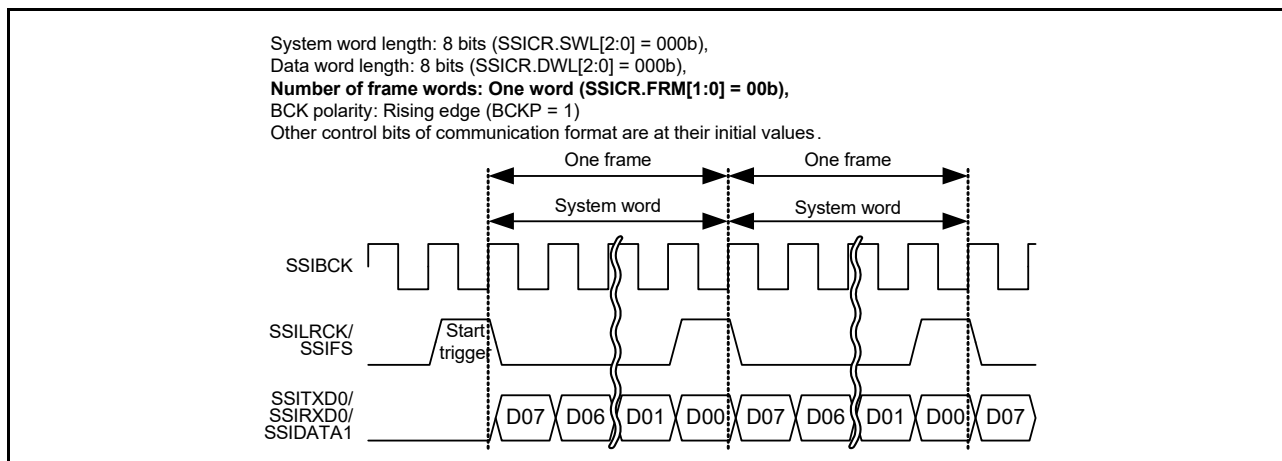 System word length: 8 bits (SSICR.SWL[2:0] = 000b),
Data word length: 8 bits (SSICR.DWL[2:0] = 000b),
Number of frame words: One word (SSICR.FRM[1:0] = 00b),
BCK polarity: Rising edge (BCKP = 1)
Other control bits of communication format are at their initial values.
One frame One frame
System word System word
SSIBCK
SSILRCK/
SSIFS
Start
trigger
SSITXD0/
SSIRXD0/
SSIDATA1
D07 D06 D01 D00 D07 D06 D01 D00 D07